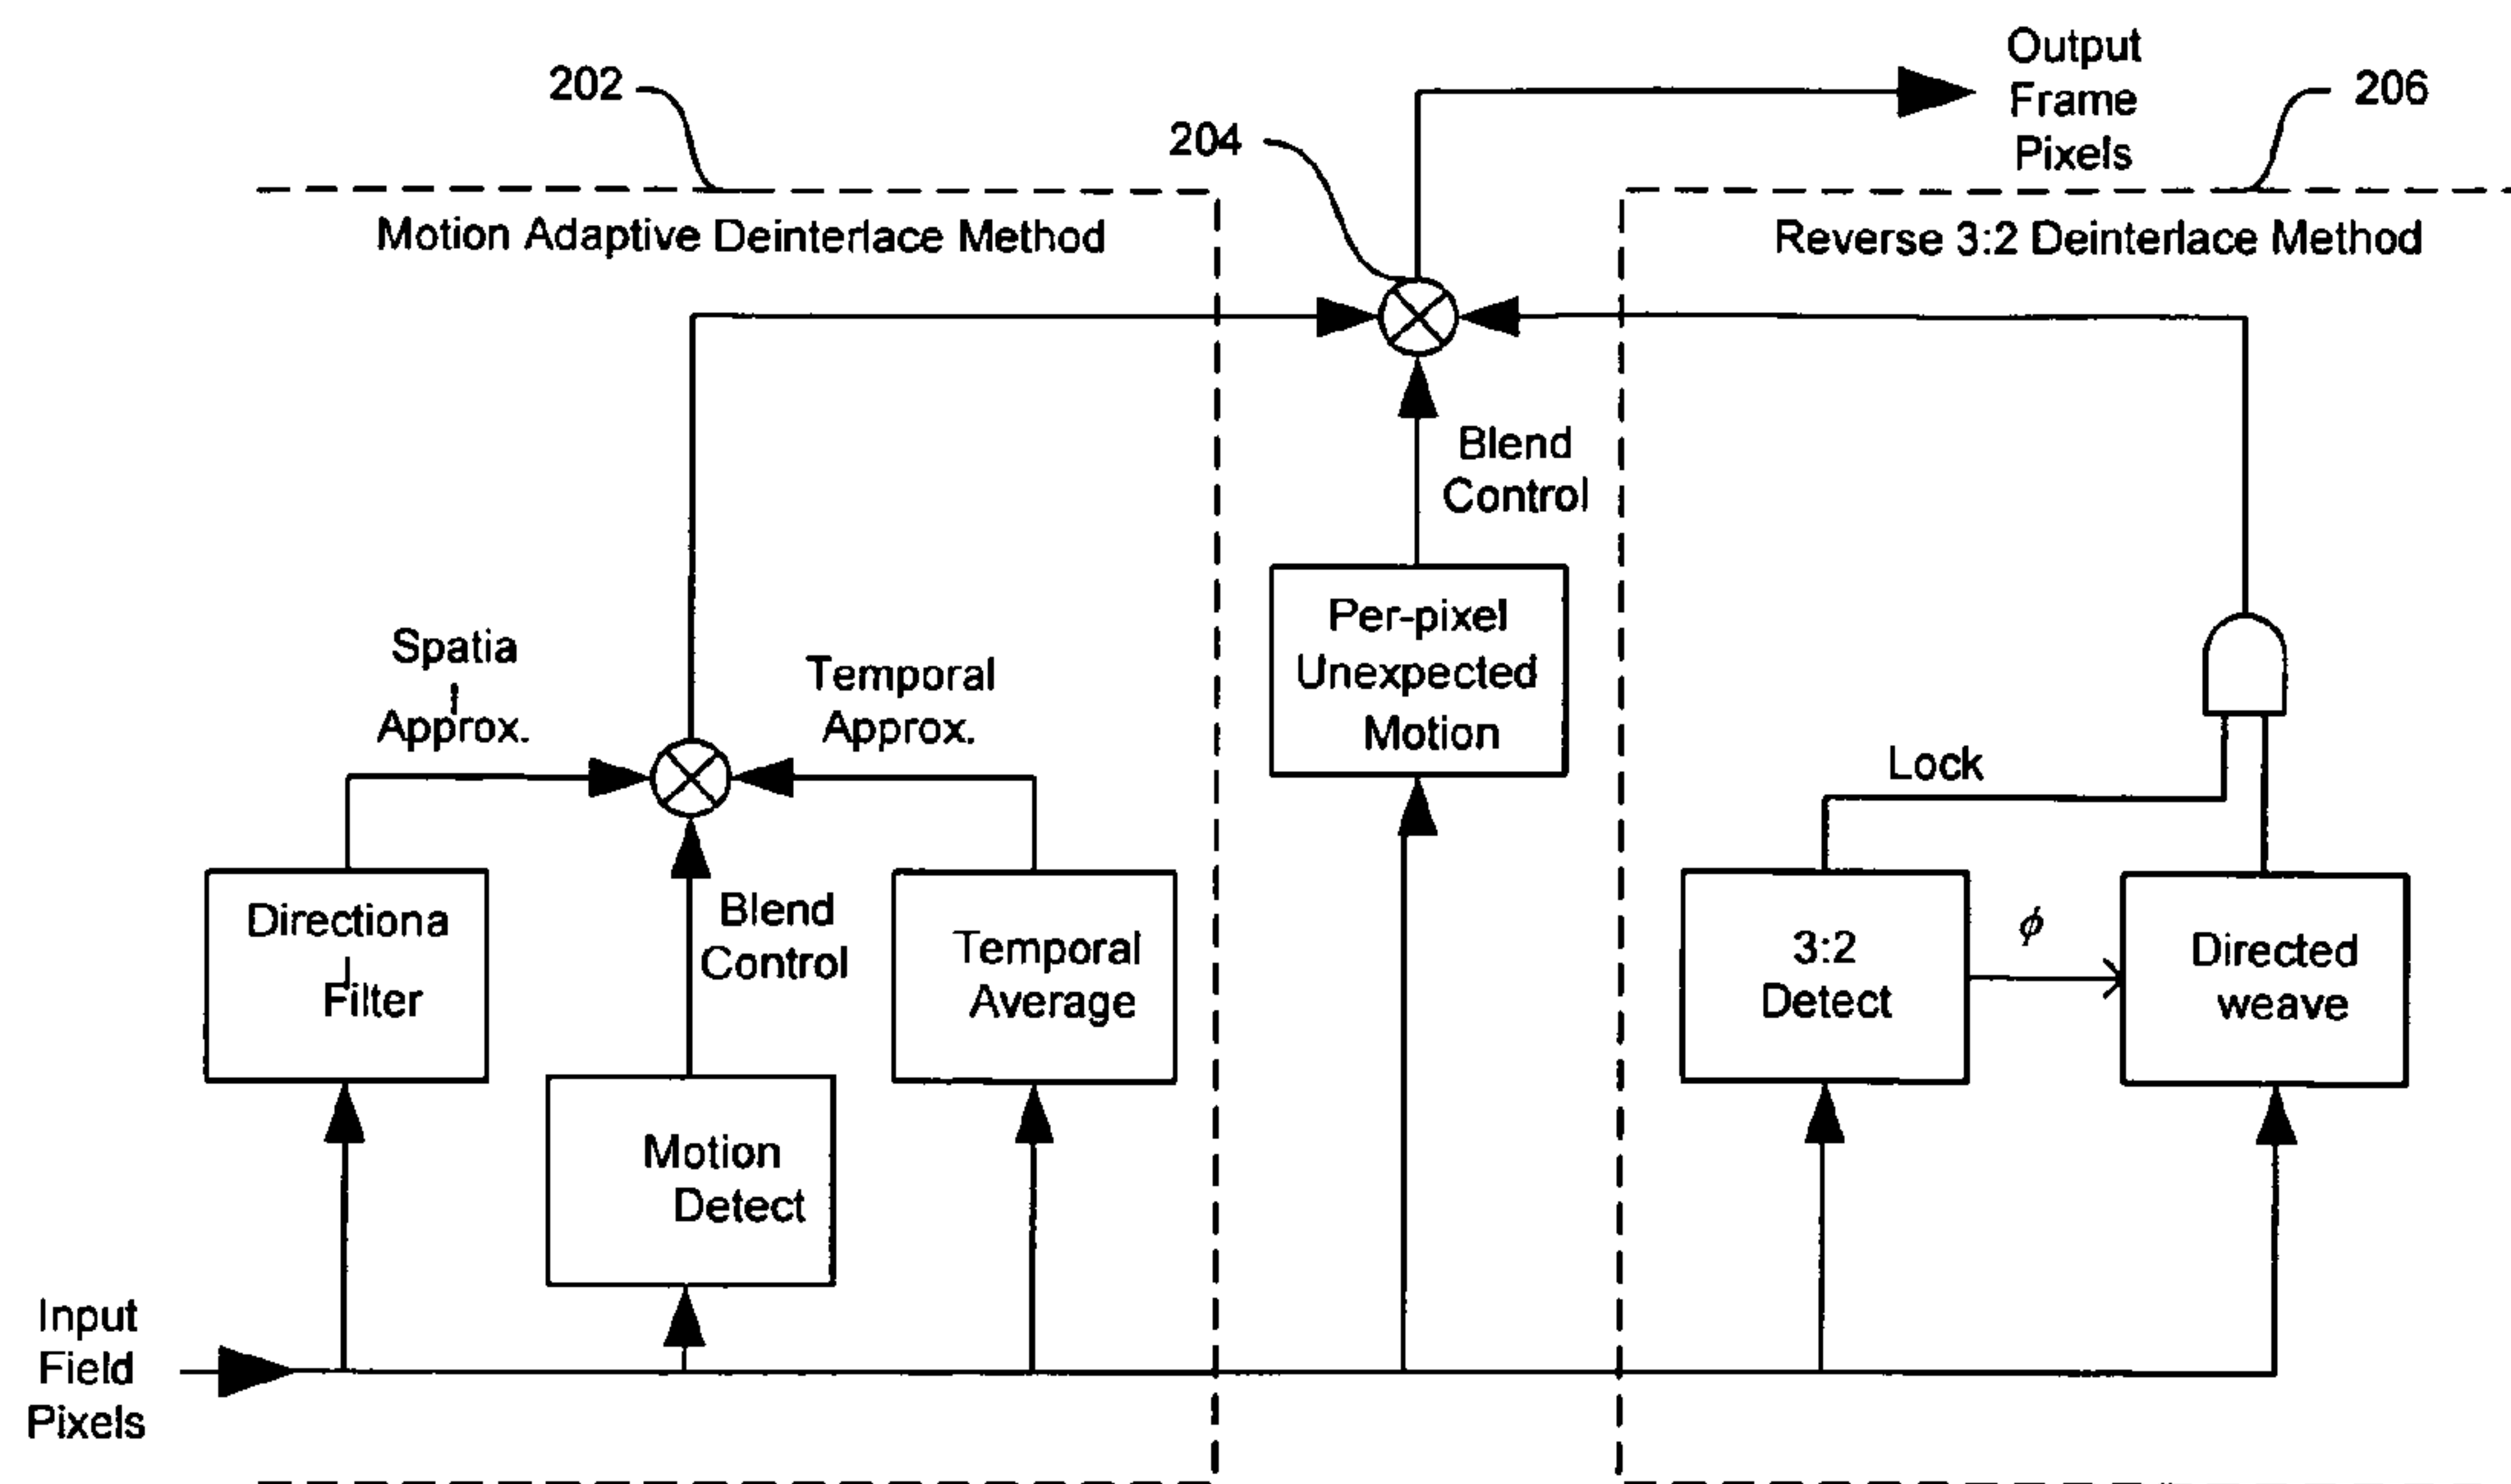 Output
Frame
Pixels
202
204
206
Motion Adaptive Deinterlace Method
Reverse 3:2 Deinterlace Method
Blend
Control
Per-pixel
Unexpected
Motion
Spatia
l
Approx.
Temporal
Approx.
Lock
Directiona
l
Filter
Blend
Control
Temporal
Average
3:2
Detect
ϕ
Directed
weave
Motion
Detect
Input
Field
Pixels